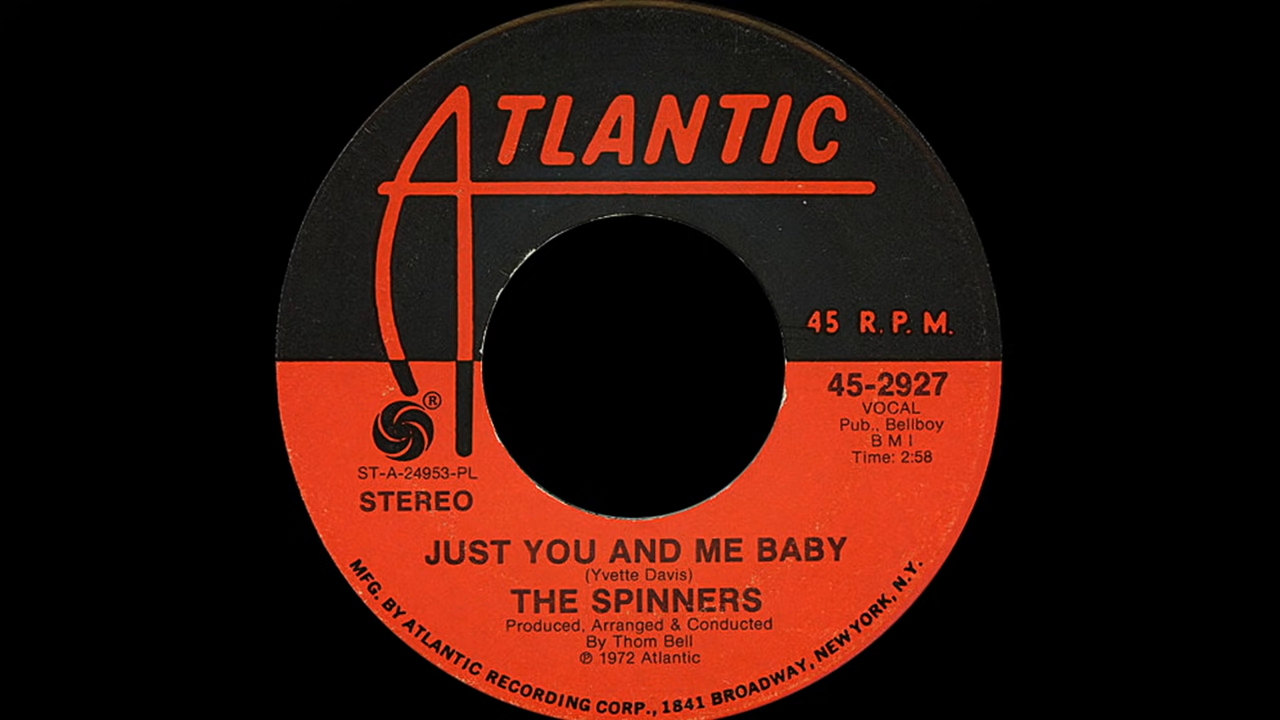 ATLANTIC
45 R.P.M.
45-2927
VOCAL
Pub., Bellboy
B M I
Time: 2:58
®
ST-A-24953-PL
STEREO
JUST YOU AND ME BABY
(Yvette Davis)
THE SPINNERS
Produced, Arranged & Conducted
By Thom Bell
℗ 1972 Atlantic
MFG. BY ATLANTIC RECORDING CORP., 1841 BROADWAY, NEW YORK, N.Y.